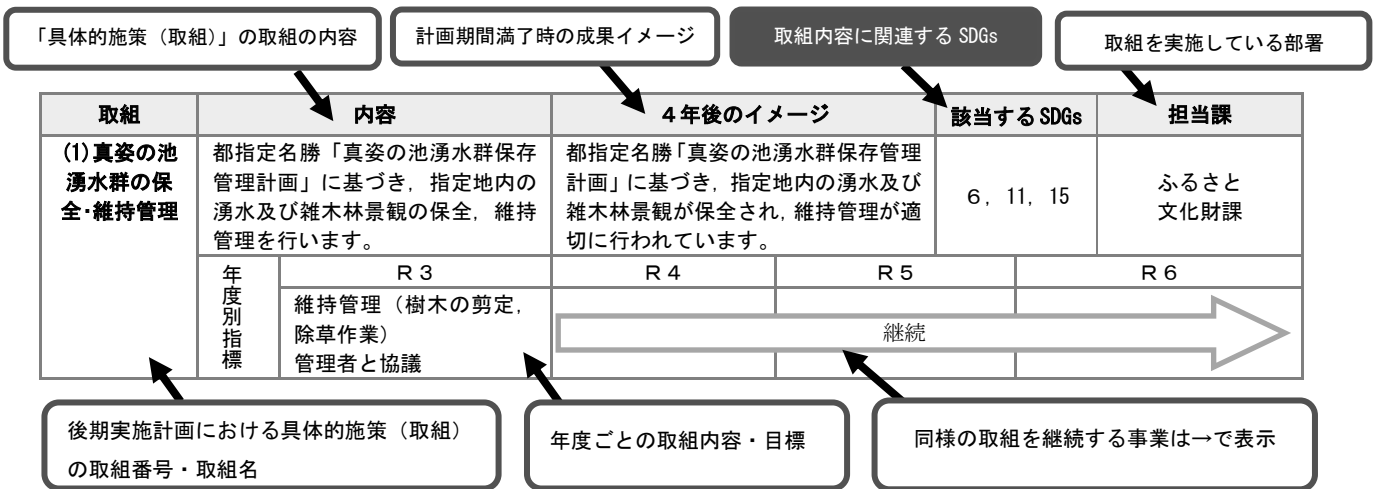 「具体的施策（取組）」の取組の内容
計画期間満了時の成果イメージ
取組内容に関連する SDGs
取組を実施している部署
取組
内容
４年後のイメージ
該当する SDGs
担当課
(1)真姿の池
湧水群の保
全・維持管理
都指定名勝「真姿の池湧水群保存
管理計画」に基づき，指定地内の
湧水及び雑木林景観の保全，維持
管理を行います。
都指定名勝「真姿の池湧水群保存管理
計画」に基づき，指定地内の湧水及び
雑木林景観が保全され，維持管理が適
切に行われています。
６，11，15
ふるさと
文化財課
年度別指標
Ｒ３
Ｒ４
Ｒ５
Ｒ６
維持管理（樹木の剪定，
除草作業）
管理者と協議
継続
後期実施計画における具体的施策（取組）
の取組番号・取組名
年度ごとの取組内容・目標
同様の取組を継続する事業は→で表示